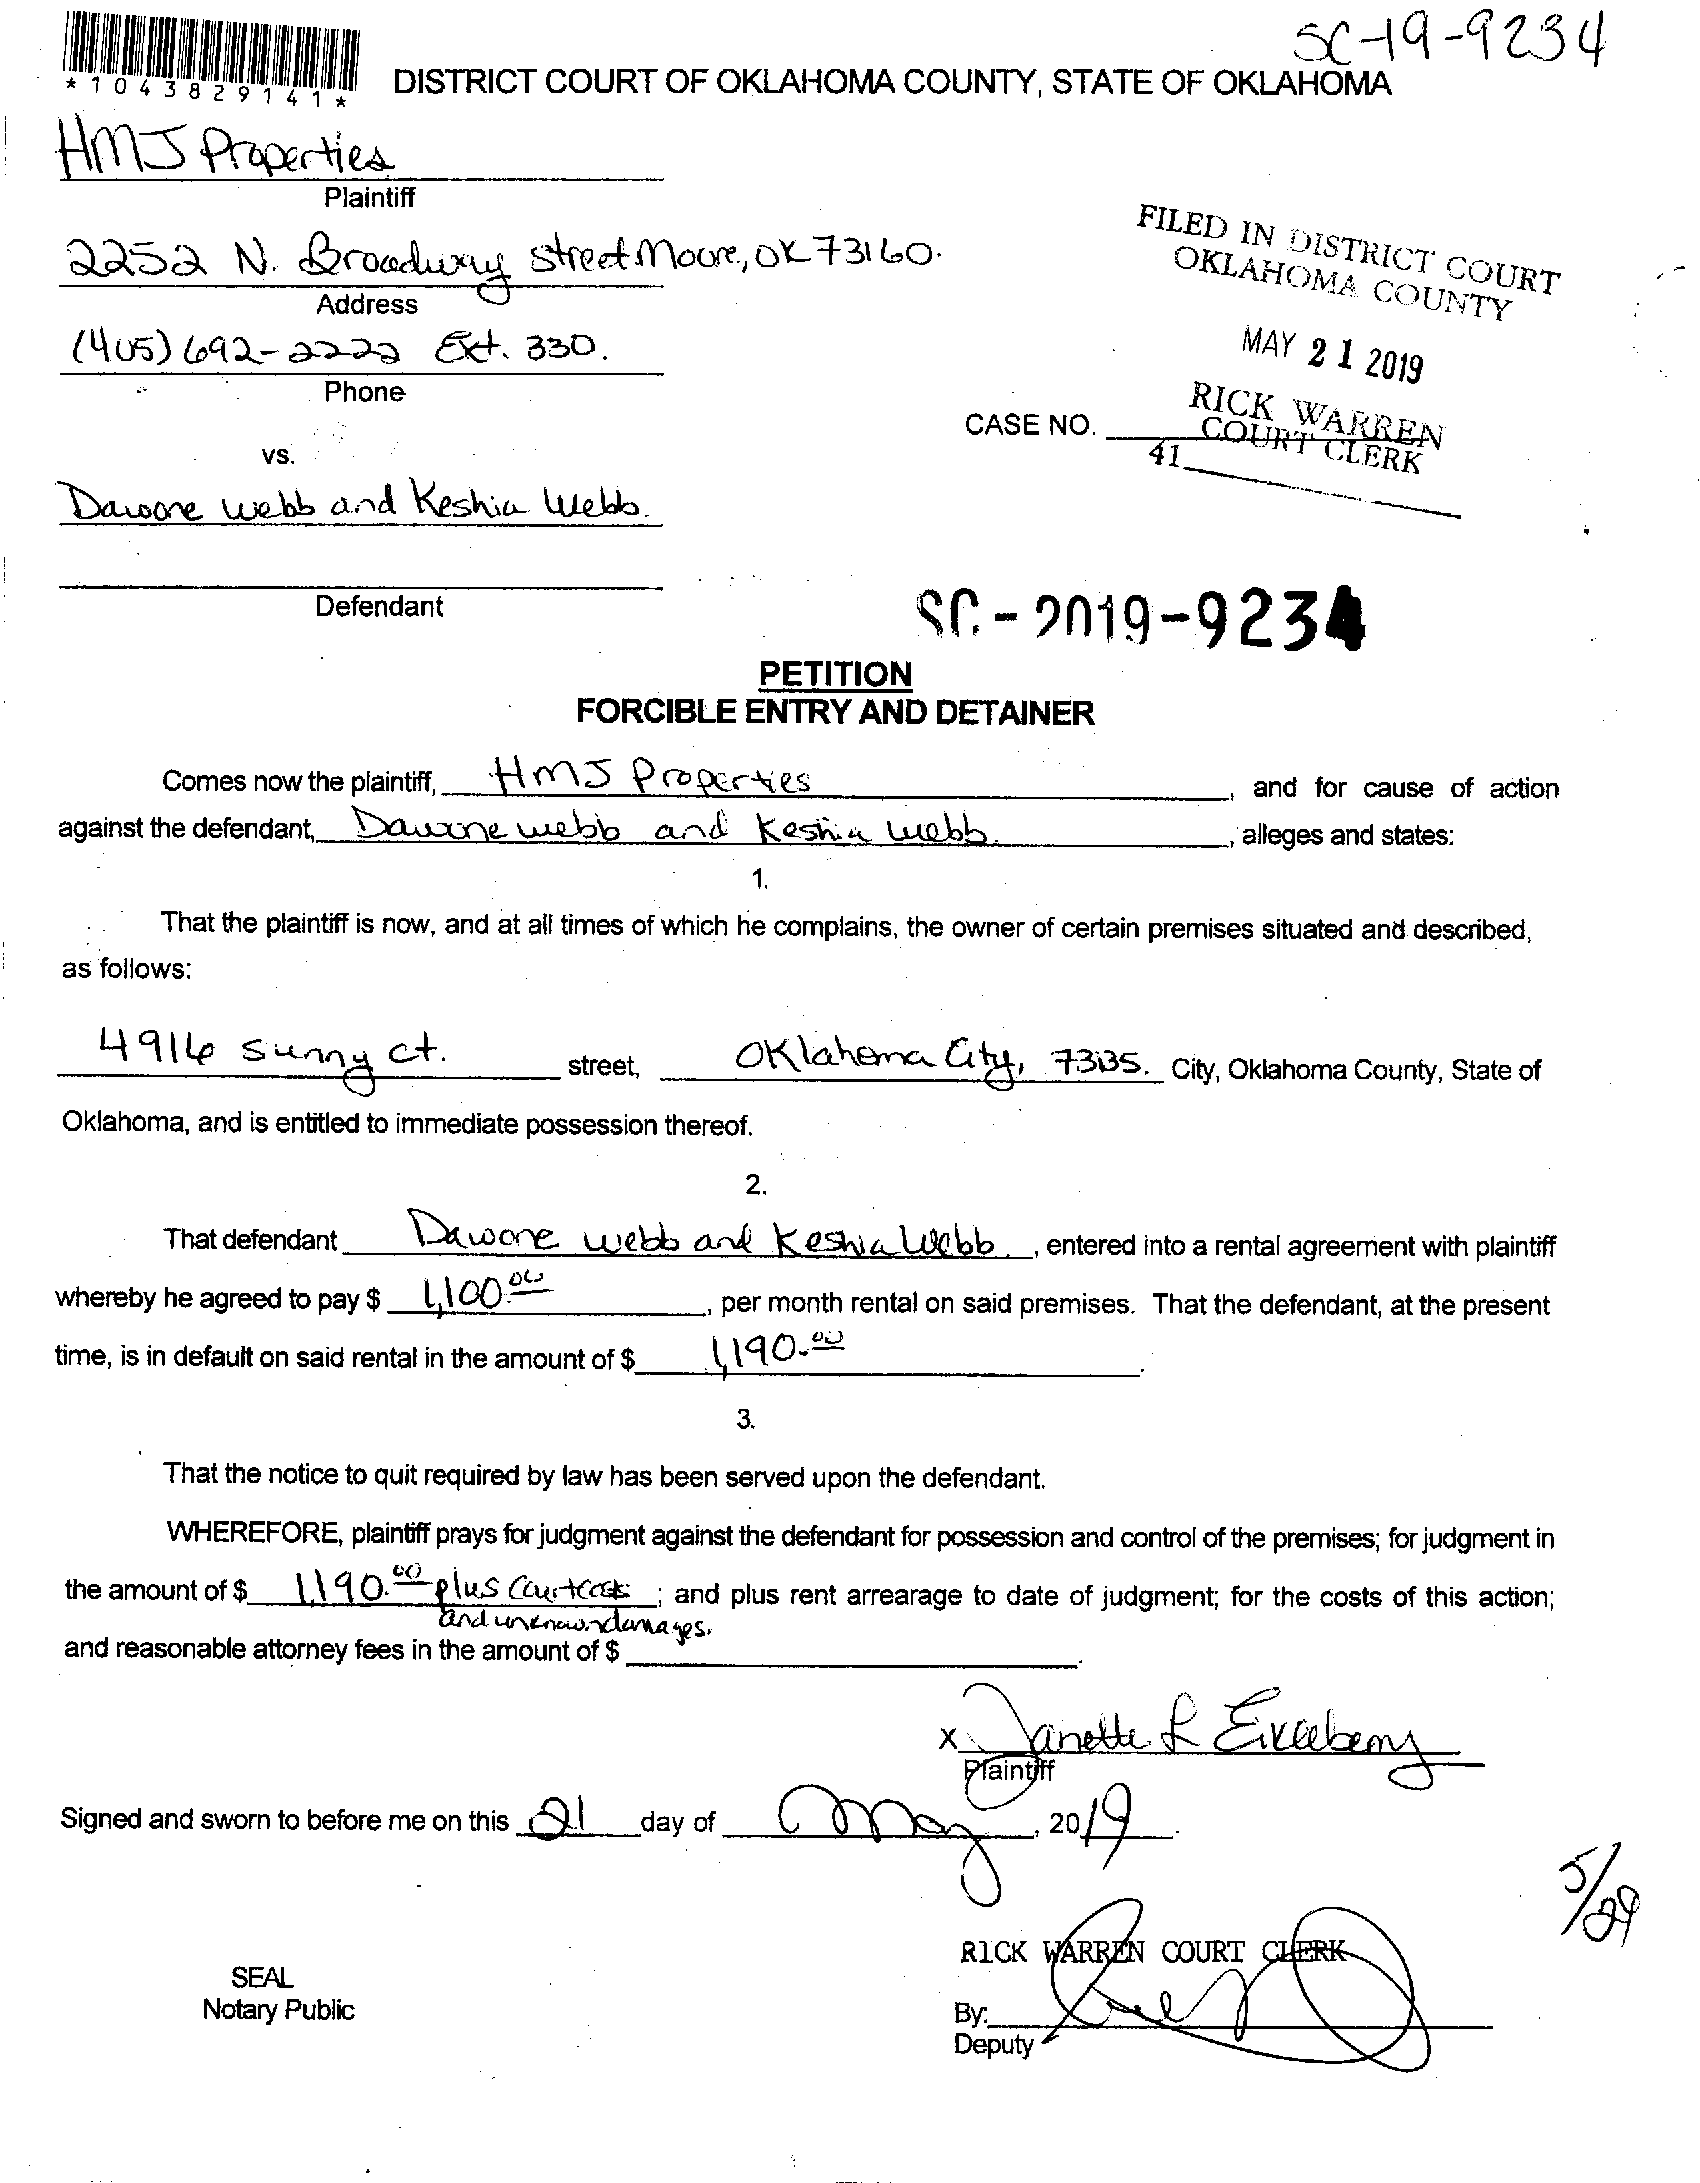 SC-19-9234
*1043829141*
DISTRICT COURT OF OKLAHOMA COUNTY, STATE OF OKLAHOMA
HMJ Properties
Plaintiff
2252 N. Broadway street Moore, OK 73160.
Address
(405) 692-2222 Ext. 330.
Phone
FILED IN DISTRICT COURT
OKLAHOMA COUNTY
MAY 21 2019
RICK WARREN
COURT CLERK
41
CASE NO.
vs.
Dawone Webb and Keshia Webb.
Defendant
SC-2019-9234
PETITION
FORCIBLE ENTRY AND DETAINER
Comes now the plaintiff, HMJ Properties, and for cause of action
against the defendant, Dawone Webb and Keshia Webb., alleges and states:
1.
That the plaintiff is now, and at all times of which he complains, the owner of certain premises situated and described,
as follows:
4916 Sunny ct. street, Oklahoma City, 73135. City, Oklahoma County, State of
Oklahoma, and is entitled to immediate possession thereof.
2.
That defendant Dawone Webb and Keshia Webb., entered into a rental agreement with plaintiff
whereby he agreed to pay $ 1,100.00, per month rental on said premises. That the defendant, at the present
time, is in default on said rental in the amount of $ 1,190.00.
3.
That the notice to quit required by law has been served upon the defendant.
WHEREFORE, plaintiff prays for judgment against the defendant for possession and control of the premises; for judgment in
the amount of $ 1,190.00 plus Court costs; and plus rent arrearage to date of judgment; for the costs of this action;
and unknown damages.
and reasonable attorney fees in the amount of $
x Janette L
Plaintiff
Signed and sworn to before me on this 21 day of May, 2019.
5/29
RICK WARREN COURT CLERK
SEAL
Notary Public
By:
Deputy